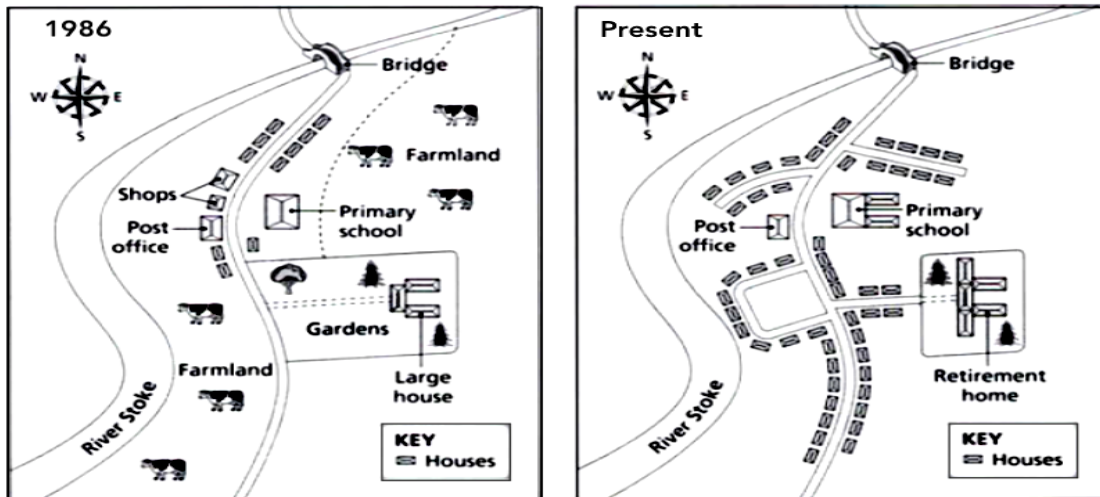 1986
N
W E
S
Bridge
Farmland
Shops
Post
office
Primary
school
Gardens
Farmland
Large
house
River Stoke
KEY
Houses
Present
N
W E
S
Bridge
Post
office
Primary
school
Retirement
home
River Stoke
KEY
Houses